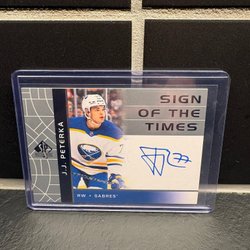 SIGN
OF THE
TIMES
J.J. PETERKA
RW • SABRES